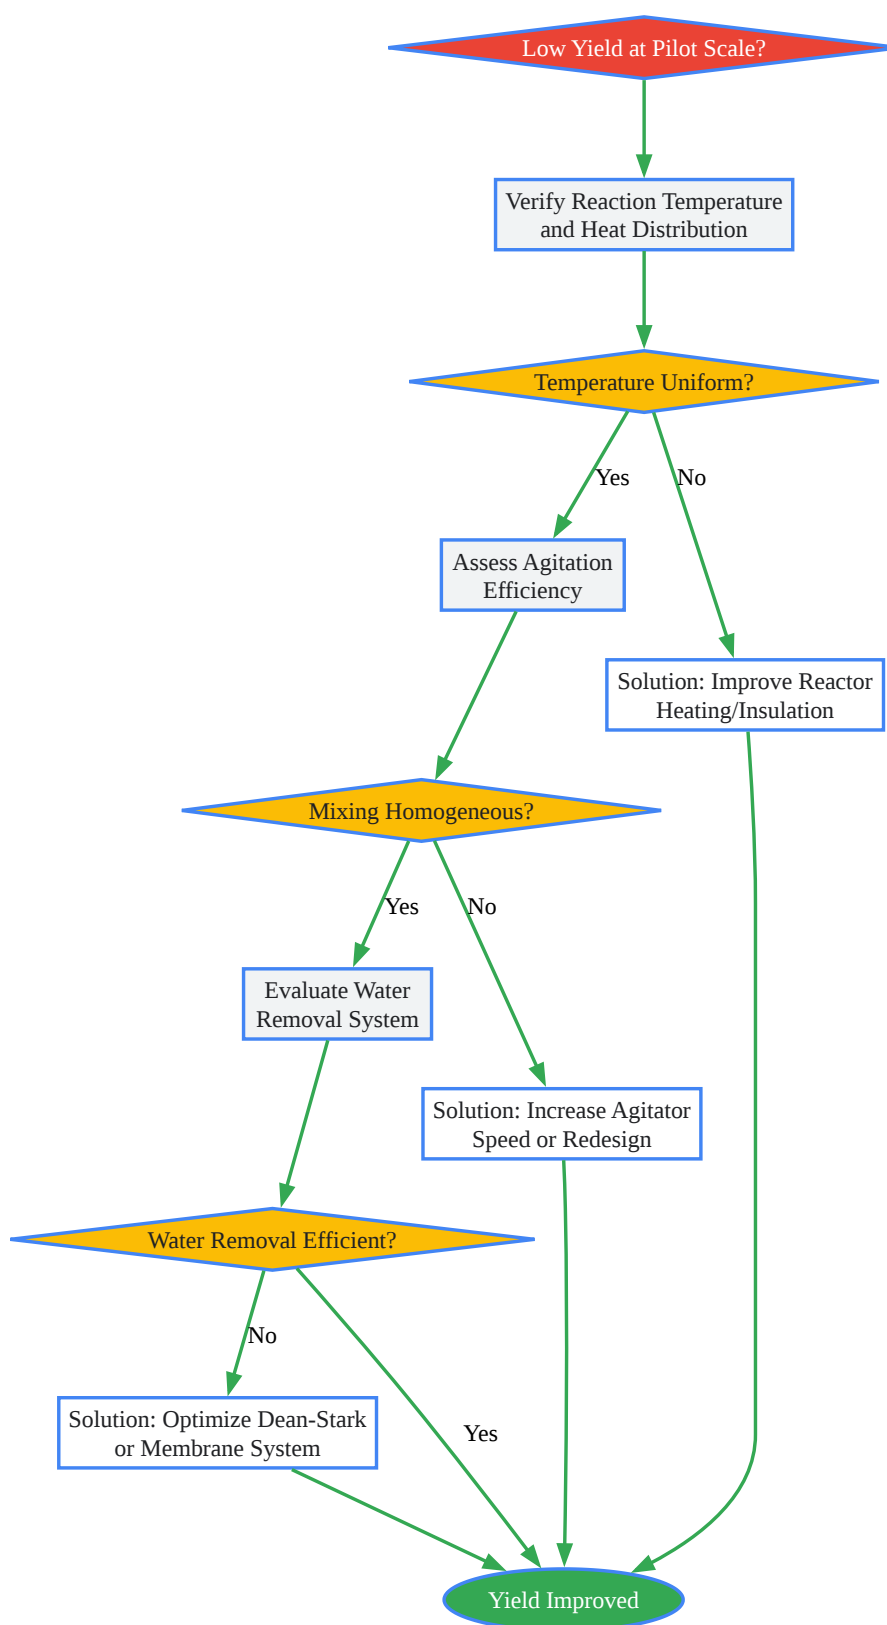 Low Yield at Pilot Scale?
Verify Reaction Temperature
and Heat Distribution
Temperature Uniform?
Yes
No
Assess Agitation
Efficiency
Solution: Improve Reactor
Heating/Insulation
Mixing Homogeneous?
Yes
No
Evaluate Water
Removal System
Solution: Increase Agitator
Speed or Redesign
Water Removal Efficient?
No
Yes
Solution: Optimize Dean-Stark
or Membrane System
Yield Improved